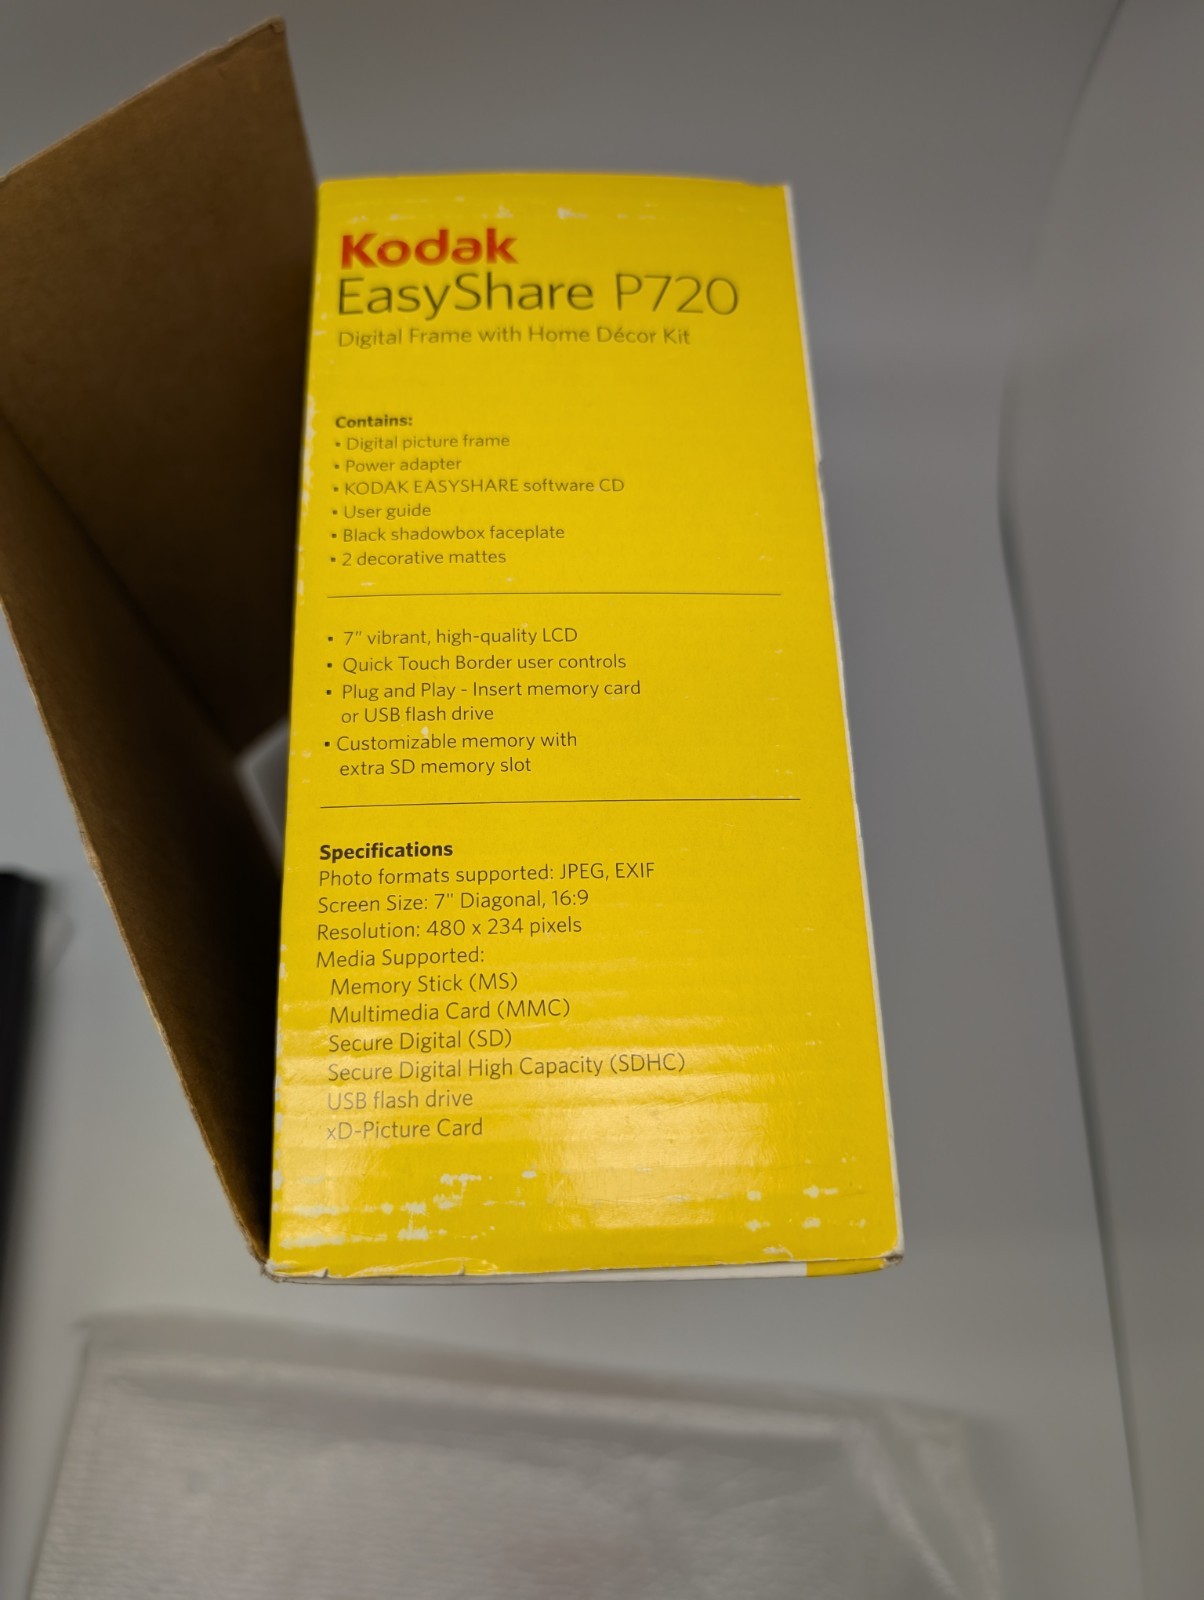 Kodak
EasyShare P720
Digital Frame with Home Décor Kit
Contains:
• Digital picture frame
• Power adapter
• KODAK EASYSHARE software CD
• User guide
• Black shadowbox faceplate
• 2 decorative mattes
• 7" vibrant, high-quality LCD
• Quick Touch Border user controls
• Plug and Play - Insert memory card
or USB flash drive
• Customizable memory with
extra SD memory slot
Specifications
Photo formats supported: JPEG, EXIF
Screen Size: 7" Diagonal, 16:9
Resolution: 480 x 234 pixels
Media Supported:
Memory Stick (MS)
Multimedia Card (MMC)
Secure Digital (SD)
Secure Digital High Capacity (SDHC)
USB flash drive
xD-Picture Card